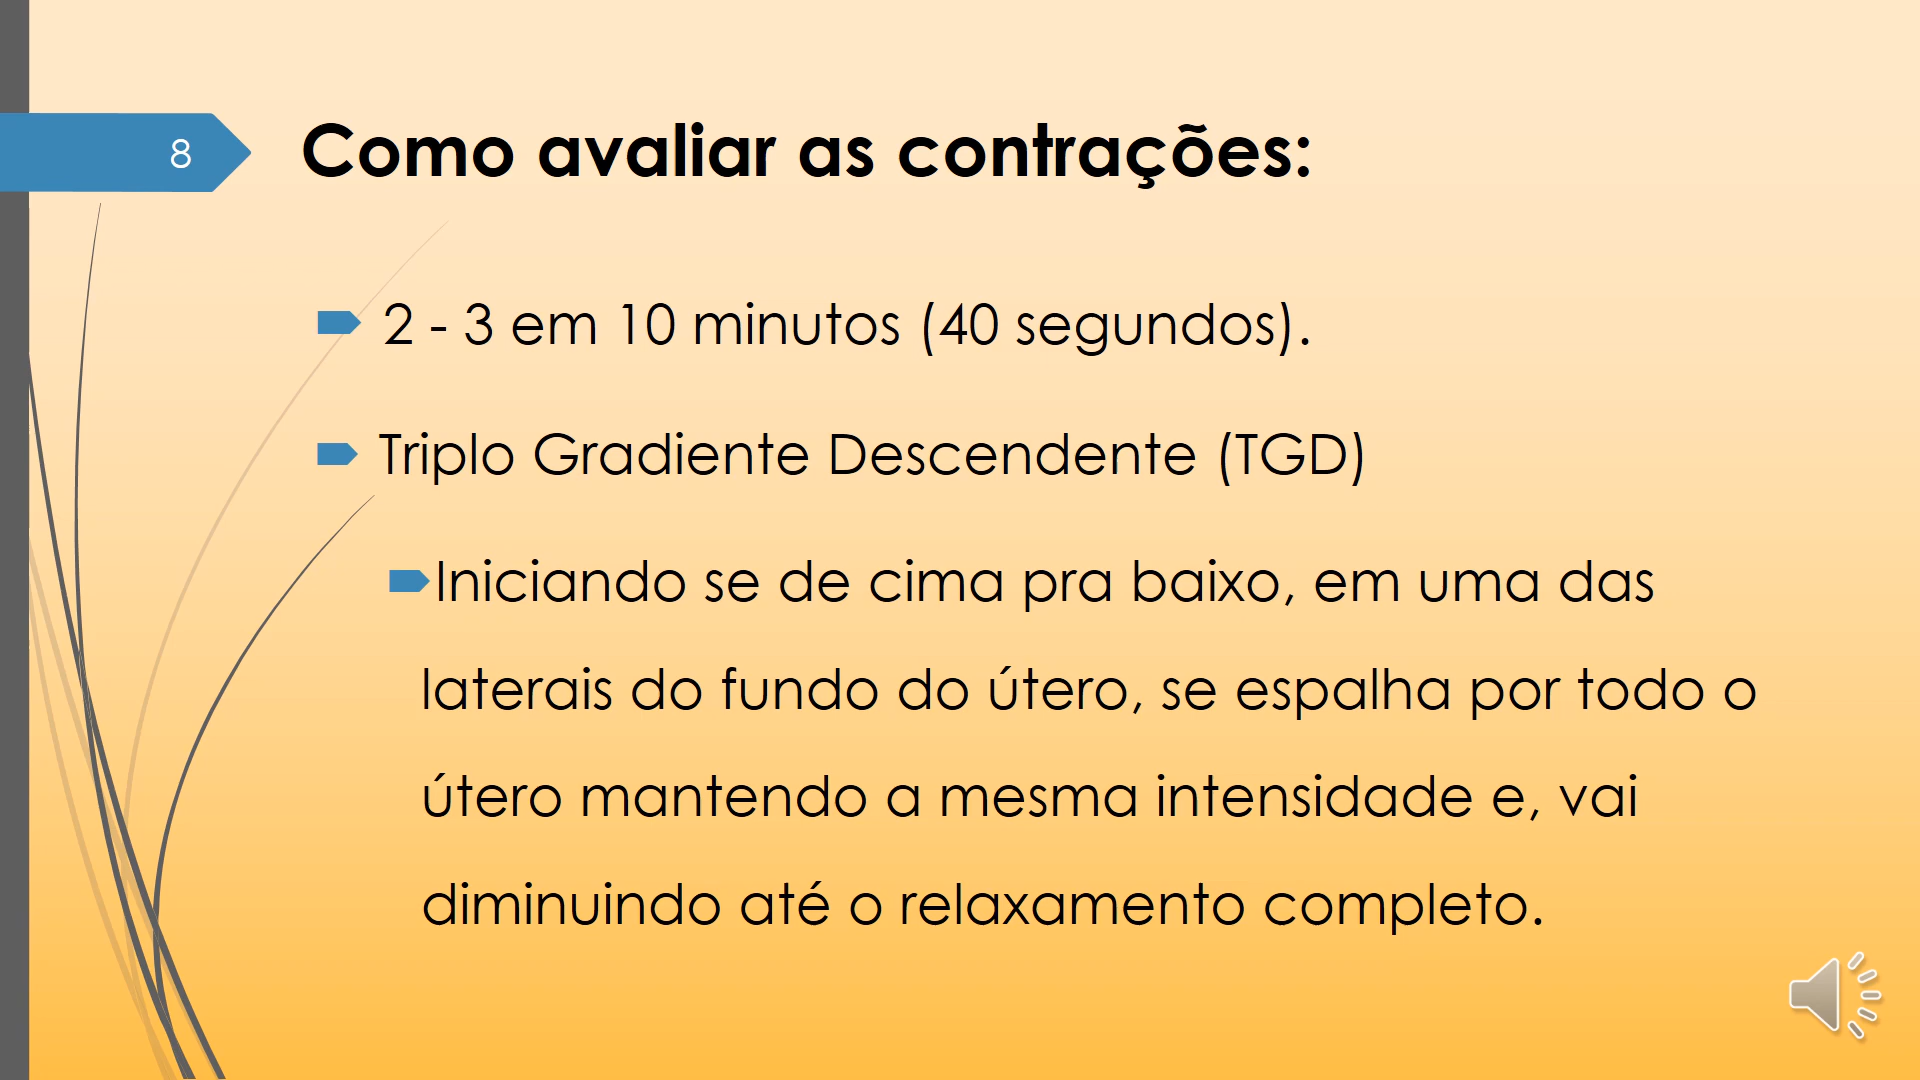 8
Como avaliar as contrações:
2 - 3 em 10 minutos (40 segundos).
Triplo Gradiente Descendente (TGD)
Iniciando se de cima pra baixo, em uma das
laterais do fundo do útero, se espalha por todo o
útero mantendo a mesma intensidade e, vai
diminuindo até o relaxamento completo.